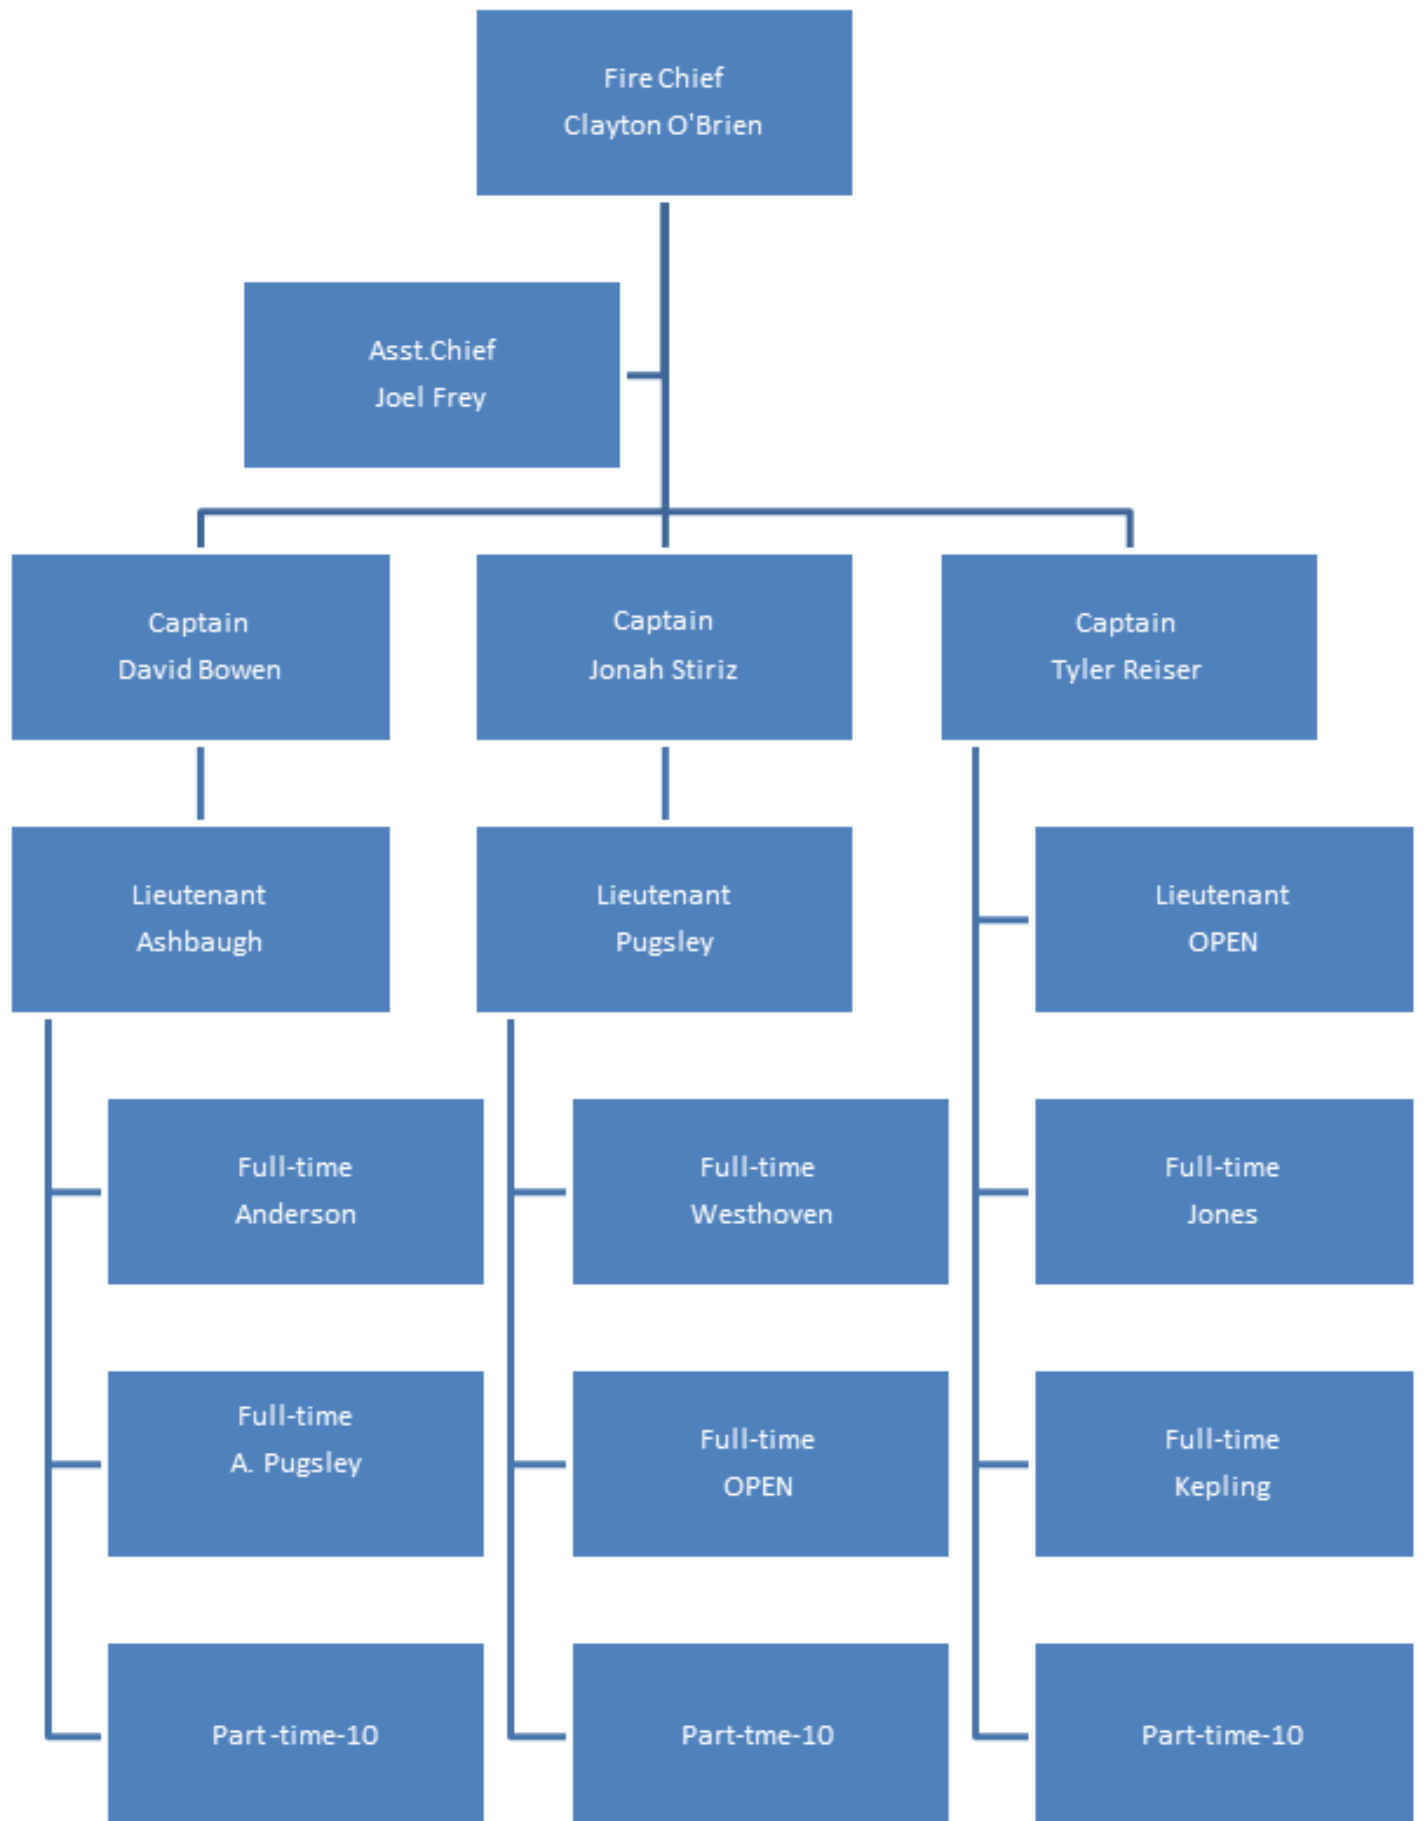 Fire Chief
Clayton O'Brien
Asst.Chief
Joel Frey
Captain
David Bowen
Captain
Jonah Stiriz
Captain
Tyler Reiser
Lieutenant
Ashbaugh
Lieutenant
Pugsley
Lieutenant
OPEN
Full-time
Anderson
Full-time
Westhoven
Full-time
Jones
Full-time
A. Pugsley
Full-time
OPEN
Full-time
Kepling
Part-time-10
Part-tme-10
Part-time-10